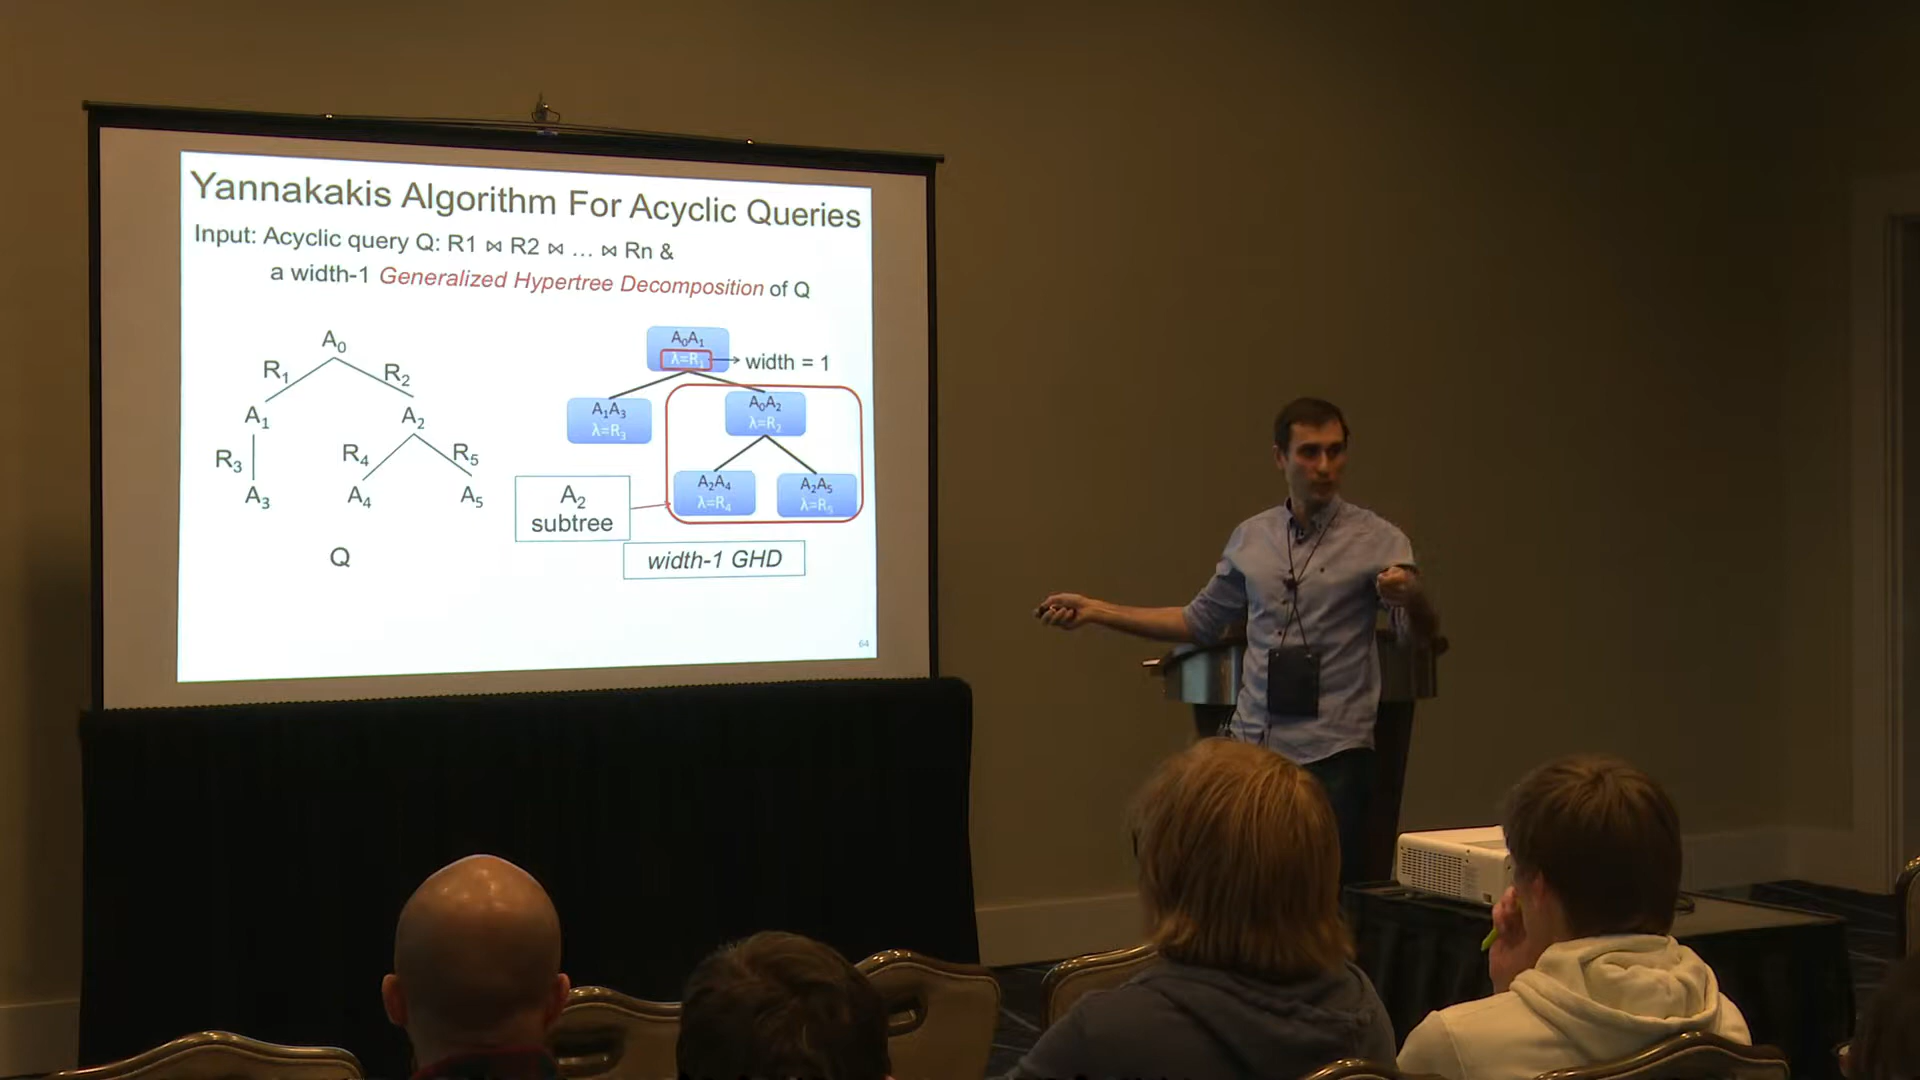 Yannakakis Algorithm For Acyclic Queries
Input: Acyclic query Q: R1 ⋈ R2 ⋈ … ⋈ Rn &
a width-1 Generalized Hypertree Decomposition of Q
A₀
R₁ R₂
A₁ A₂
R₃ R₄ R₅
A₃ A₄ A₅
Q
A₀A₁
λ=R₁
width = 1
A₁A₃
λ=R₃
A₀A₂
λ=R₂
A₂A₄
λ=R₄
A₂A₅
λ=R₅
A₂
subtree
width-1 GHD
64